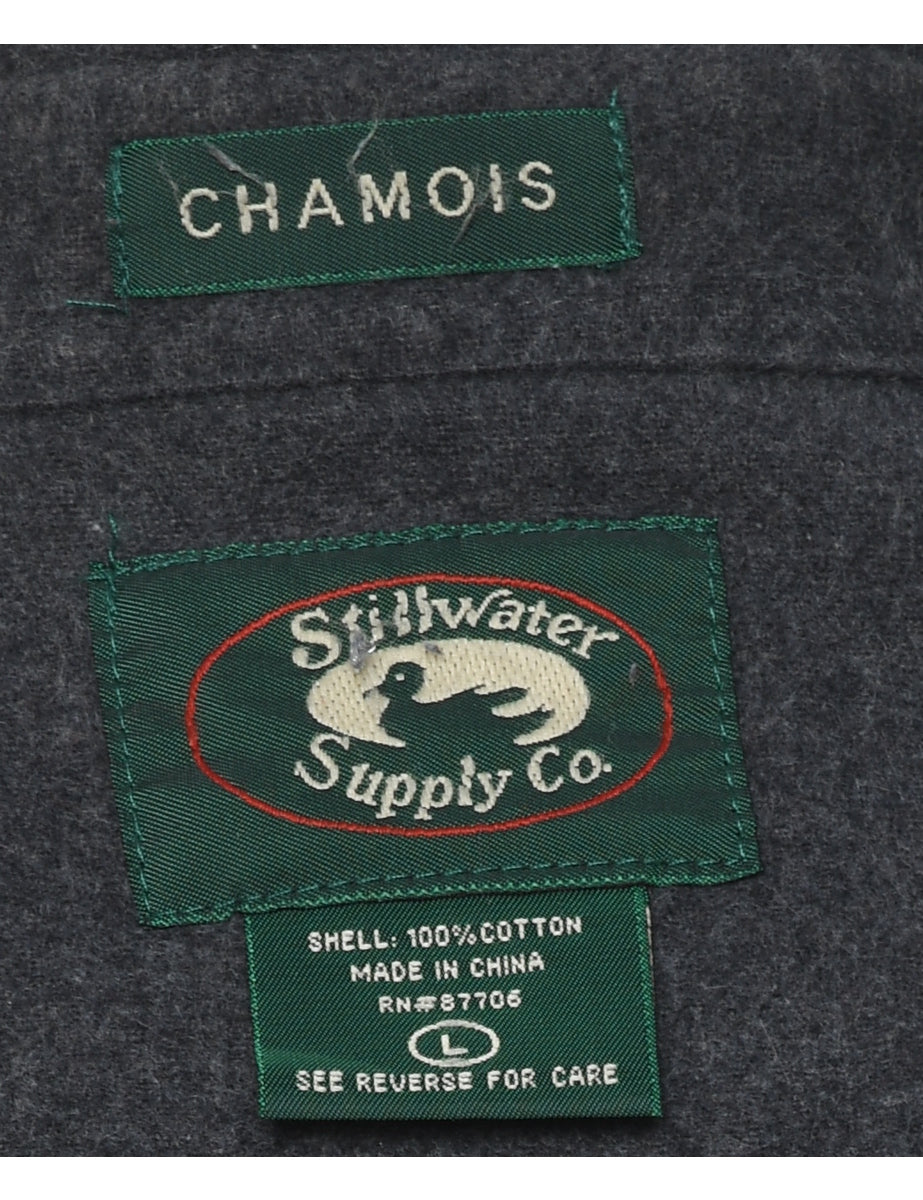 CHAMOIS
Stillwater
Supply Co.
SHELL: 100% COTTON
MADE IN CHINA
RN#87706
L
SEE REVERSE FOR CARE